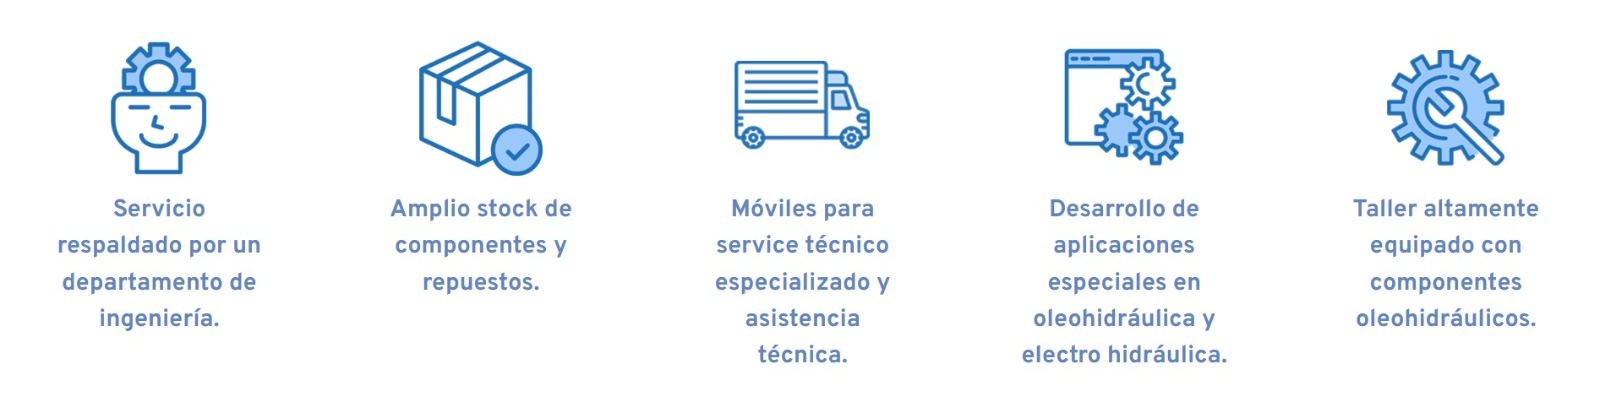 Servicio
respaldado por un
departamento de
ingeniería.
Amplio stock de
componentes y
repuestos.
Móviles para
service técnico
especializado y
asistencia
técnica.
Desarrollo de
aplicaciones
especiales en
oleohidráulica y
electro hidráulica.
Taller altamente
equipado con
componentes
oleohidráulicos.